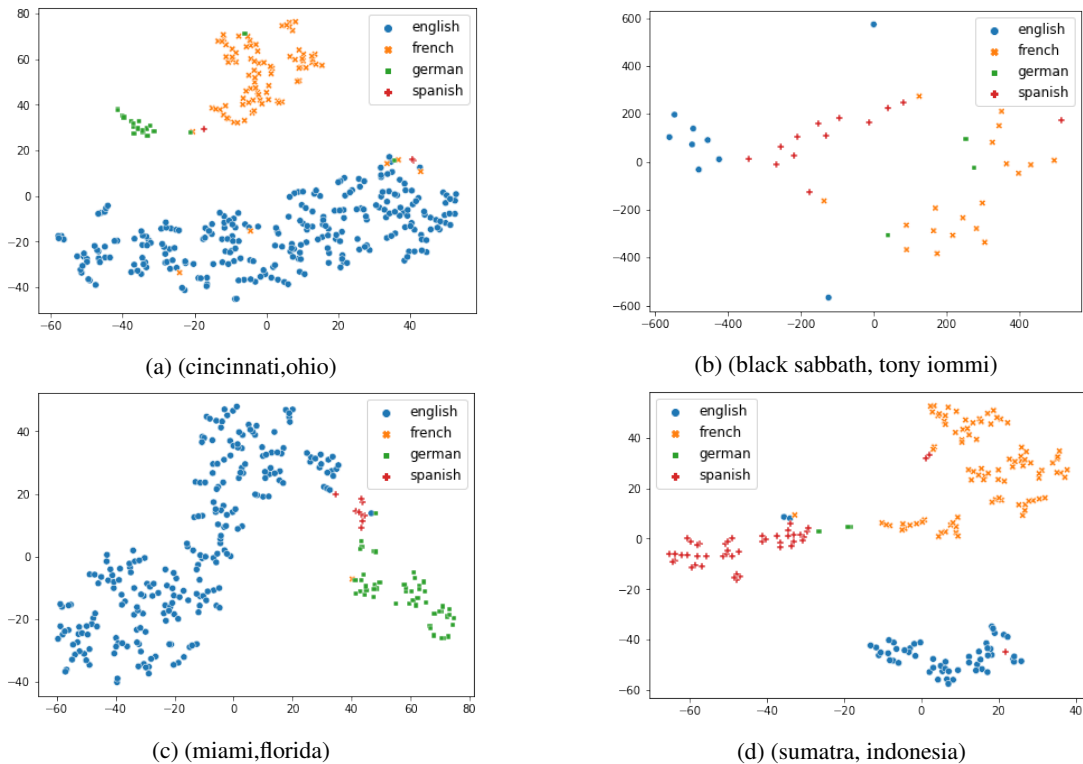 80
60
40
20
0
−20
−40
−60 −40 −20 0 20 40
english
french
german
spanish
(a) (cincinnati,ohio)
600
400
200
0
−200
−400
−600
−600 −400 −200 0 200 400
english
french
german
spanish
(b) (black sabbath, tony iommi)
40
20
0
−20
−40
−60 −40 −20 0 20 40 60 80
english
french
german
spanish
(c) (miami,florida)
40
20
0
−20
−40
−60
−60 −40 −20 0 20 40
english
french
german
spanish
(d) (sumatra, indonesia)